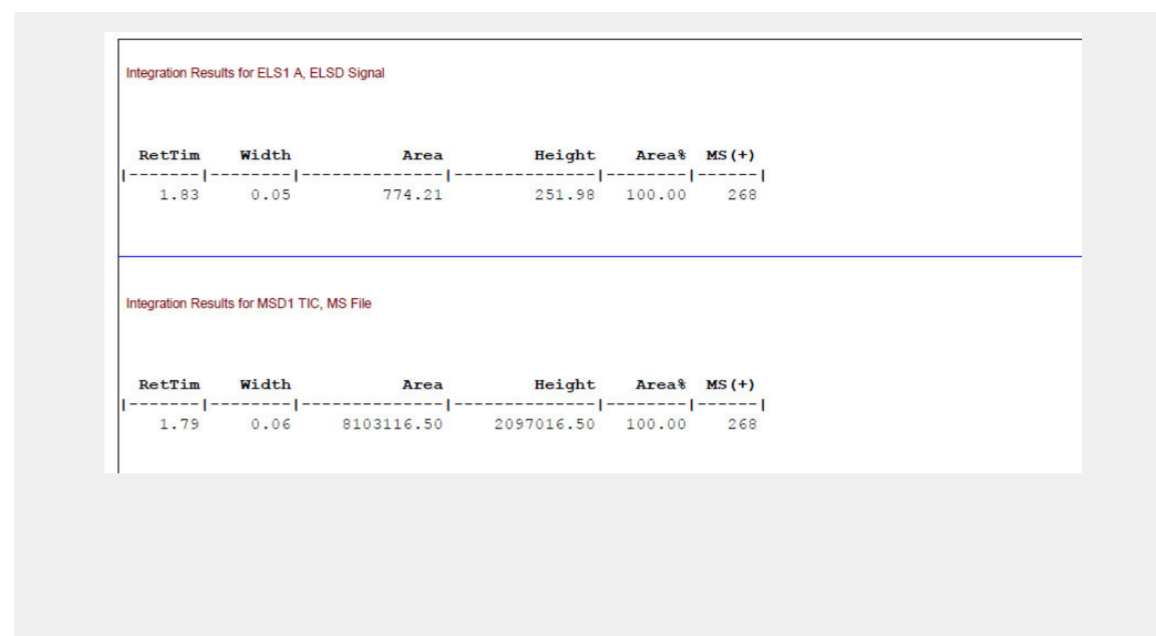 Integration Results for ELS1 A, ELSD Signal
RetTim Width Area Height Area% MS(+)
|-------|--------|--------------|--------------|--------|------|
1.83 0.05 774.21 251.98 100.00 268
Integration Results for MSD1 TIC, MS File
RetTim Width Area Height Area% MS(+)
|-------|--------|--------------|--------------|--------|------|
1.79 0.06 8103116.50 2097016.50 100.00 268